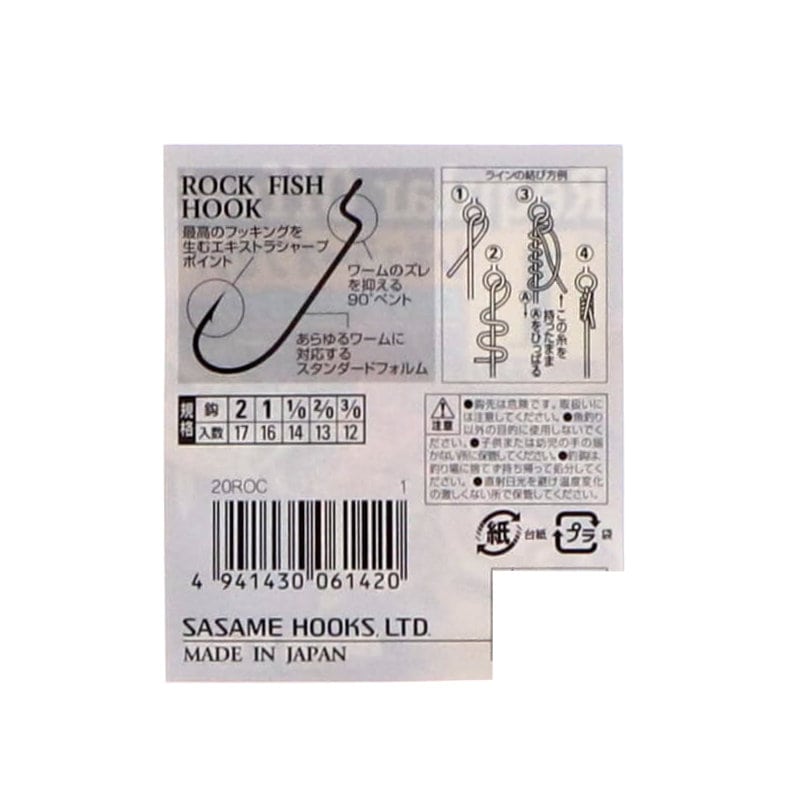 ROCK FISH
HOOK
最高のフッキングを
生むエキストラシャープ
ポイント
ワームのズレ
を抑える
90°ベント
あらゆるワームに
対応する
スタンダードフォルム
ラインの結び方例
①
②
③
④
Ⓐ
この糸を
持ったまま
Ⓐをひっぱる
規格
鈎 2 1 1/0 2/0 3/0
入数 17 16 14 13 12
注意
●鈎先は危険です。取扱いに
は注意してください。●魚釣り
以外の目的に使用しないでく
ださい。●子供または幼児の手の届
かない所に保管してください。●釣鈎は、
釣り場に捨てず持ち帰って処分してくだ
さい。●直射日光を避け温度変化
の激しくない所で保管してください。
20ROC 1
4 941430 061420
紙 台紙
プラ 袋
SASAME HOOKS, LTD.
MADE IN JAPAN